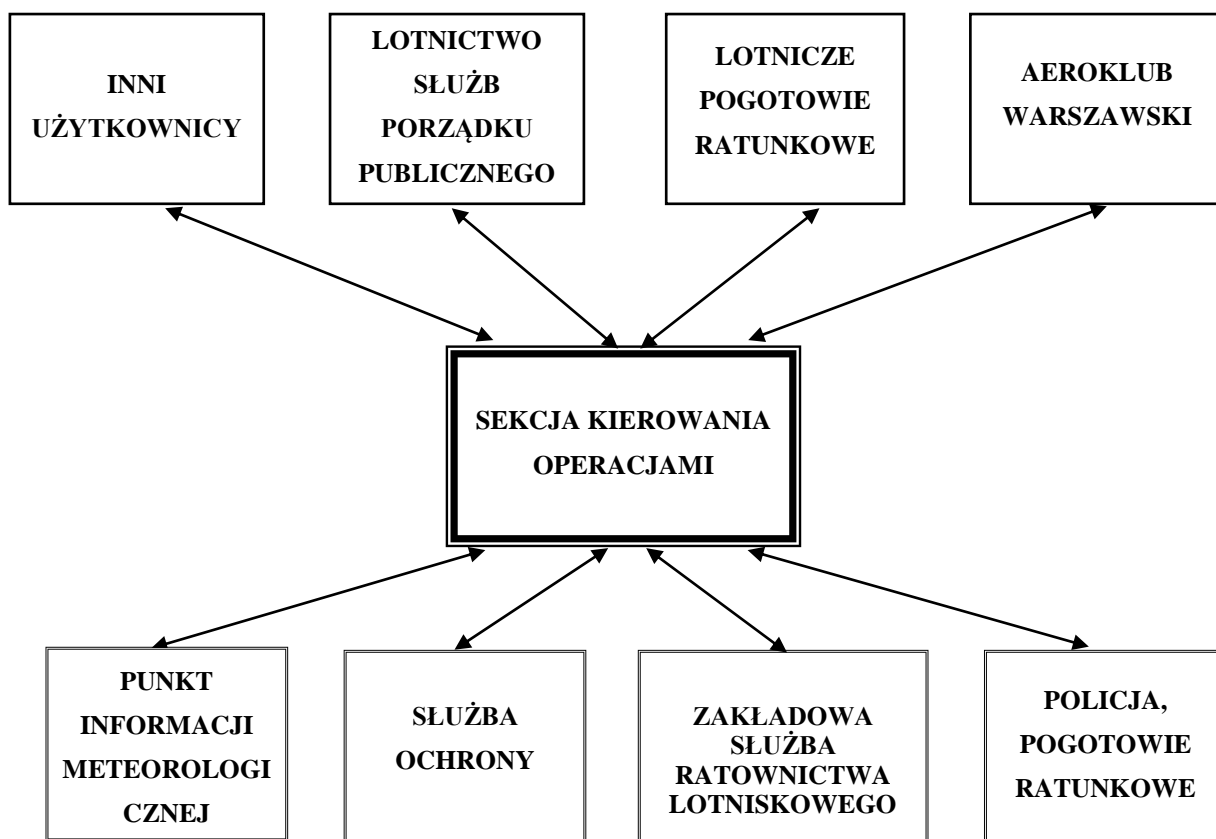 INNI
UŻYTKOWNICY
LOTNICTWO
SŁUŻB
PORZĄDKU
PUBLICZNEGO
LOTNICZE
POGOTOWIE
RATUNKOWE
AEROKLUB
WARSZAWSKI
SEKCJA KIEROWANIA
OPERACJAMI
PUNKT
INFORMACJI
METEOROLOGI
CZNEJ
SŁUŻBA
OCHRONY
ZAKŁADOWA
SŁUŻBA
RATOWNICTWA
LOTNISKOWEGO
POLICJA,
POGOTOWIE
RATUNKOWE